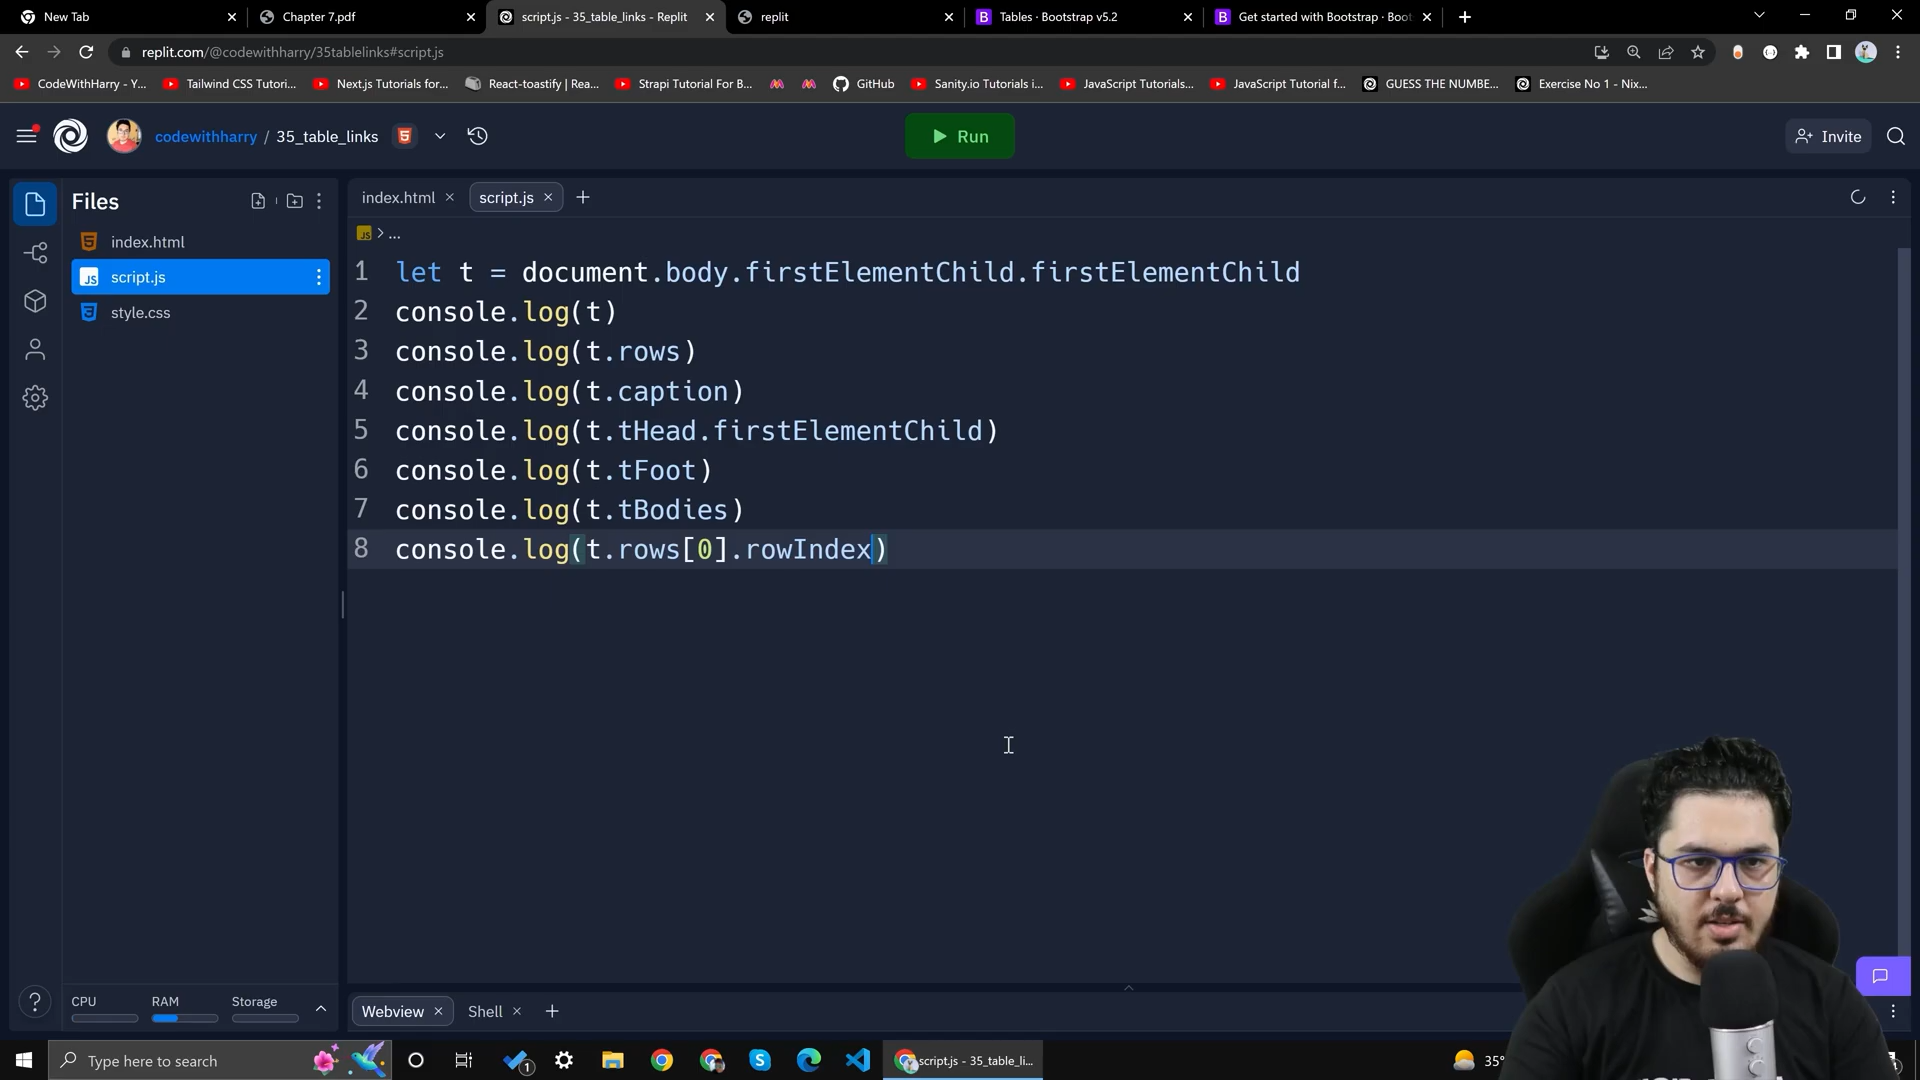 New Tab
Chapter 7.pdf
script.js - 35_table_links - Replit
replit
Tables · Bootstrap v5.2
Get started with Bootstrap · Boot
replit.com/@codewithharry/35tablelinks#script.js
CodeWithHarry - Y...
Tailwind CSS Tutori...
Next.js Tutorials for...
React-toastify | Rea...
Strapi Tutorial For B...
GitHub
Sanity.io Tutorials i...
JavaScript Tutorials...
JavaScript Tutorial f...
GUESS THE NUMBE...
Exercise No 1 - Nix...
codewithharry / 35_table_links
Run
Invite
Files
index.html
script.js
style.css
index.html
script.js
JS > ...
1 let t = document.body.firstElementChild.firstElementChild
2 console.log(t)
3 console.log(t.rows)
4 console.log(t.caption)
5 console.log(t.tHead.firstElementChild)
6 console.log(t.tFoot)
7 console.log(t.tBodies)
8 console.log(t.rows[0].rowIndex)
CPU
RAM
Storage
Webview
Shell
Type here to search
1
script.js - 35_table_li...
35°